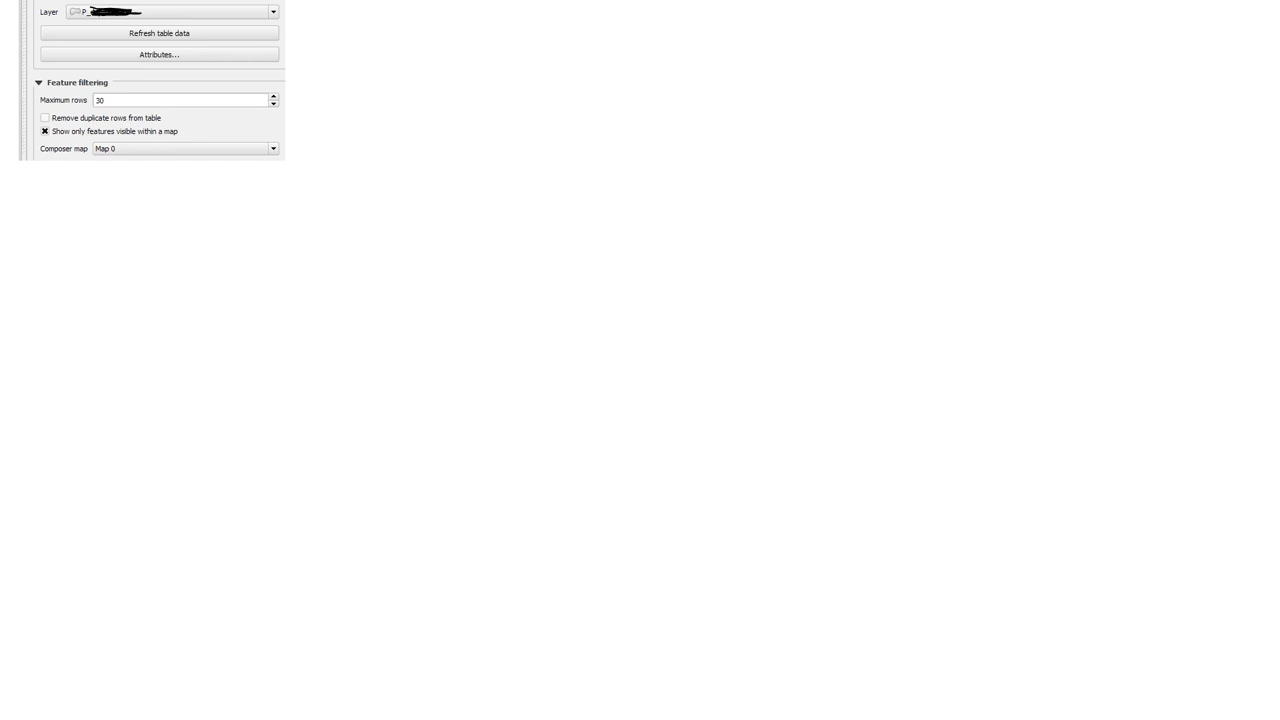 Layer P_
Refresh table data
Attributes...
Feature filtering
Maximum rows 30
Remove duplicate rows from table
Show only features visible within a map
Composer map Map 0